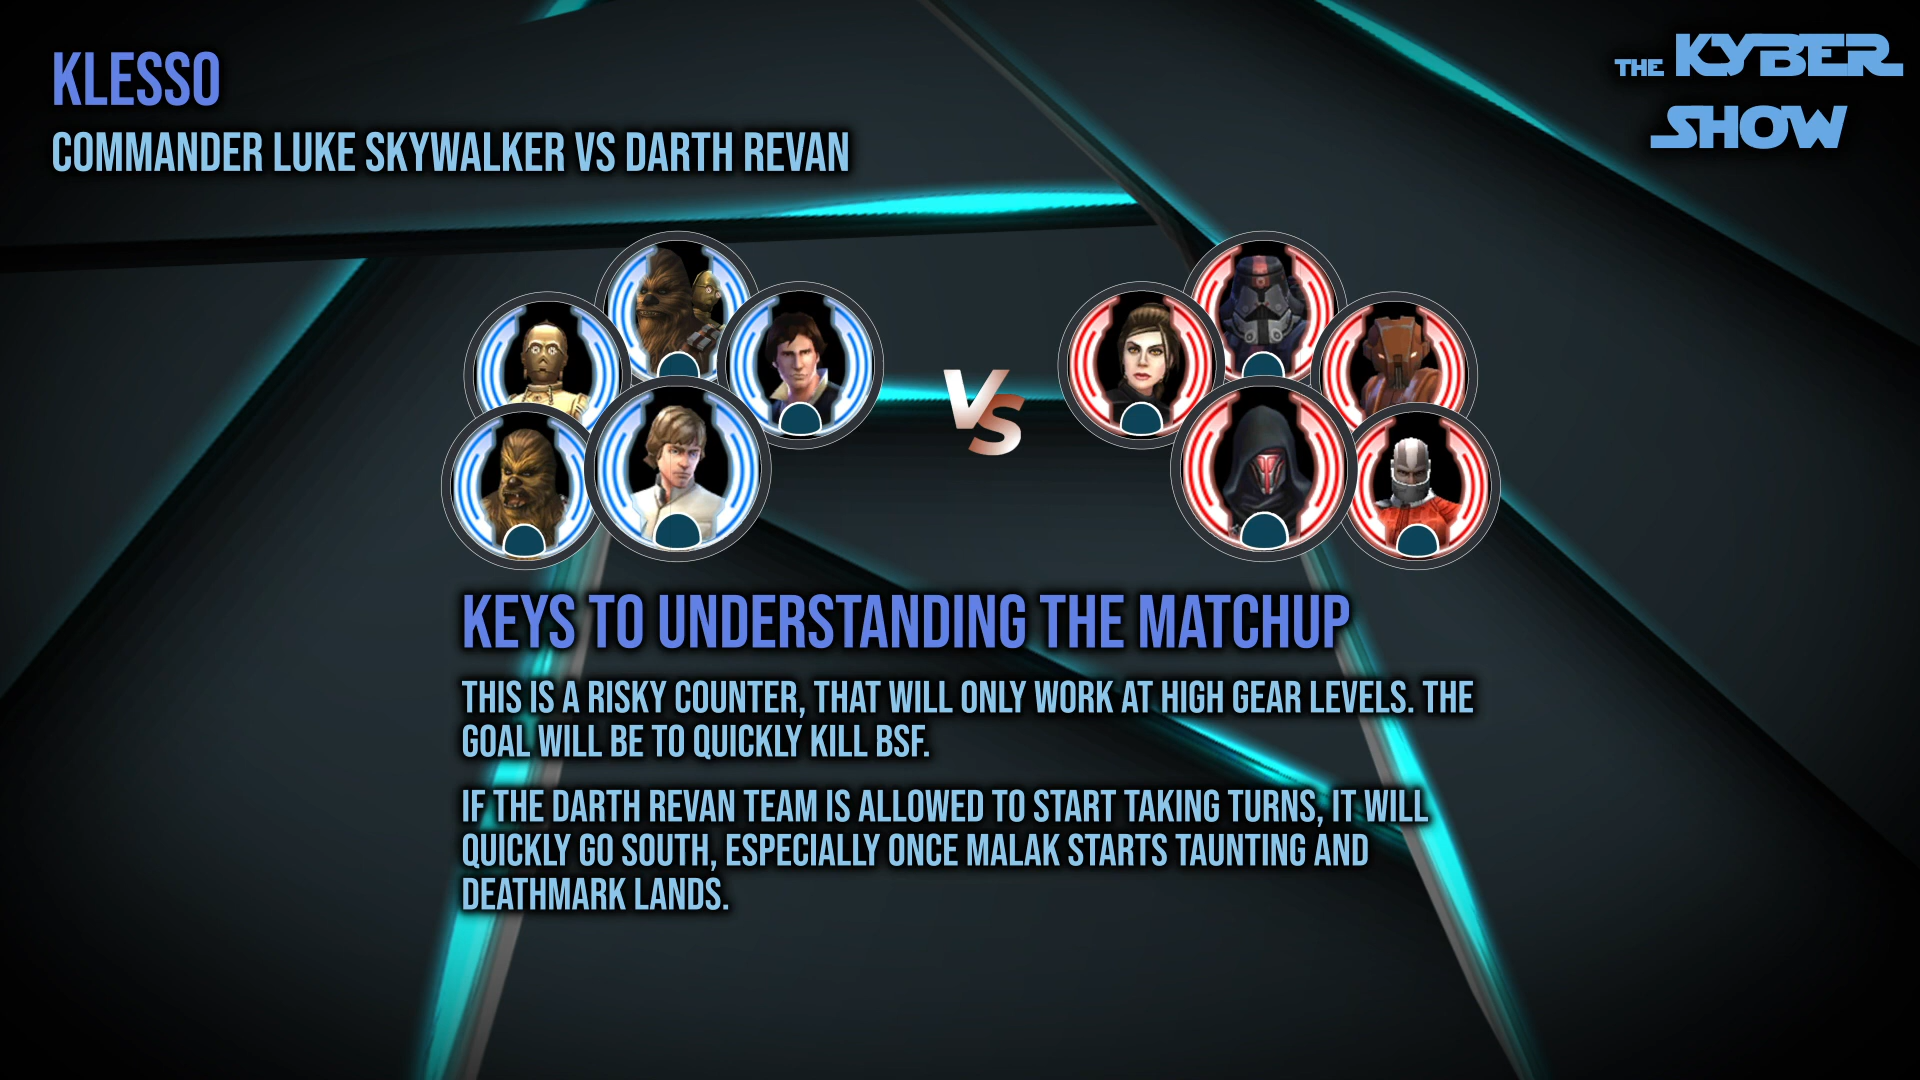 KLESSO
COMMANDER LUKE SKYWALKER VS DARTH REVAN
THE KYBER
SHOW
VS
KEYS TO UNDERSTANDING THE MATCHUP
THIS IS A RISKY COUNTER, THAT WILL ONLY WORK AT HIGH GEAR LEVELS. THE
GOAL WILL BE TO QUICKLY KILL BSF.
IF THE DARTH REVAN TEAM IS ALLOWED TO START TAKING TURNS, IT WILL
QUICKLY GO SOUTH, ESPECIALLY ONCE MALAK STARTS TAUNTING AND
DEATHMARK LANDS.